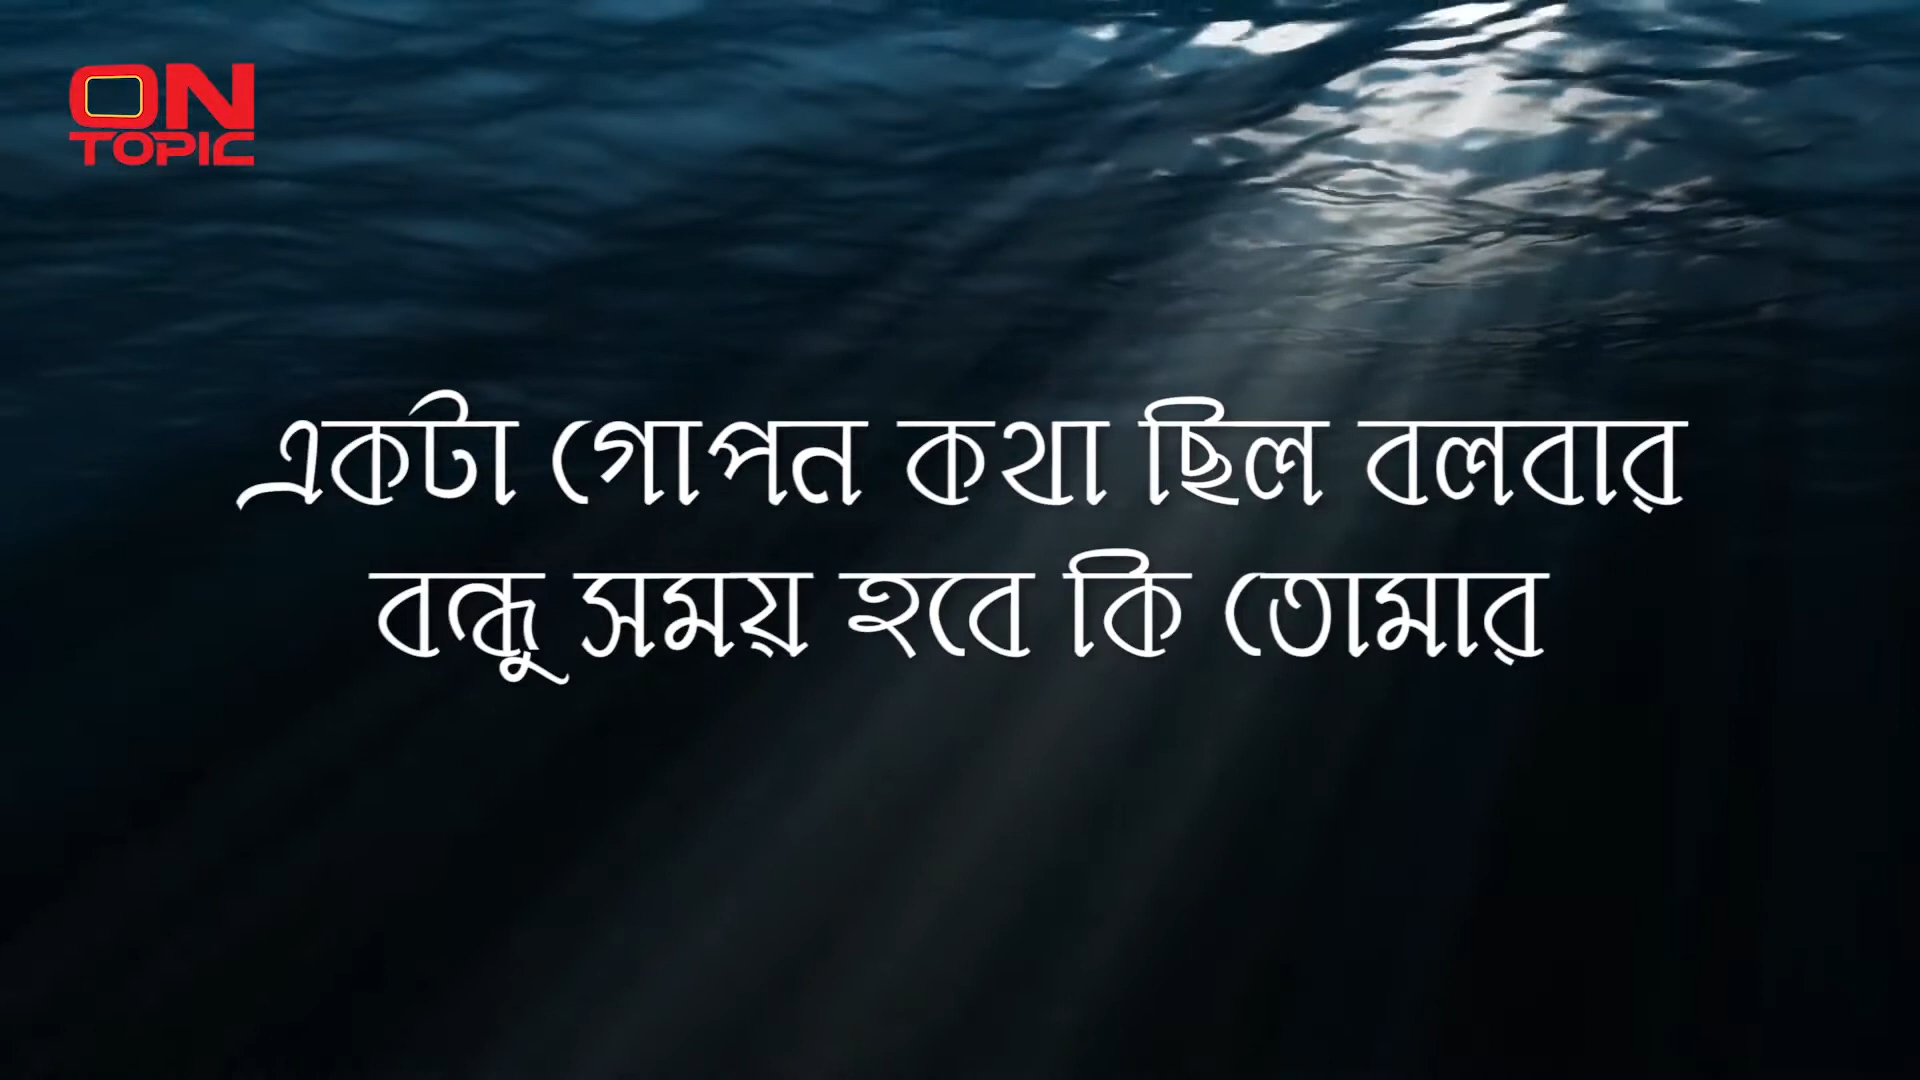 ON
TOPIC
একটা গোপন কথা ছিল বলবার
বন্ধু সময় হবে কি তোমার